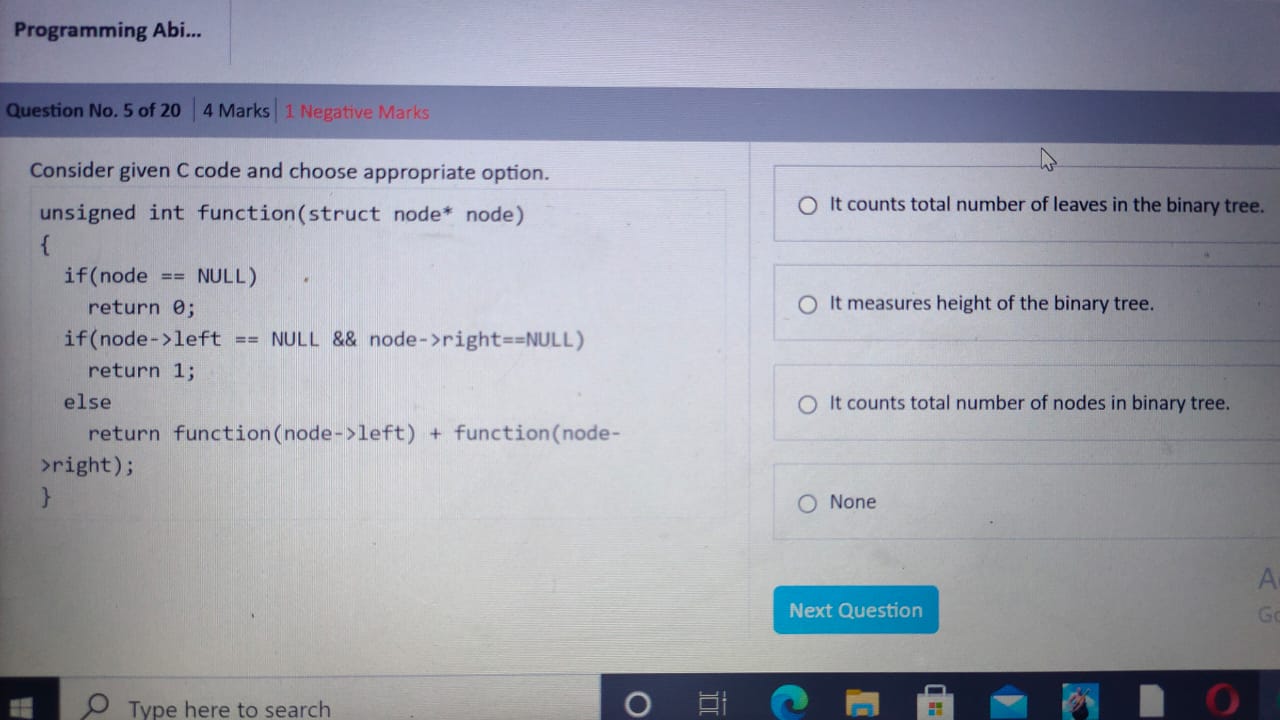 Programming Abi...
Question No. 5 of 20 4 Marks 1 Negative Marks
Consider given C code and choose appropriate option.
unsigned int function(struct node* node)
{
if(node == NULL)
return 0;
if(node->left == NULL && node->right==NULL)
return 1;
else
return function(node->left) + function(node-
>right);
}
It counts total number of leaves in the binary tree.
It measures height of the binary tree.
It counts total number of nodes in binary tree.
None
Next Question
Type here to search